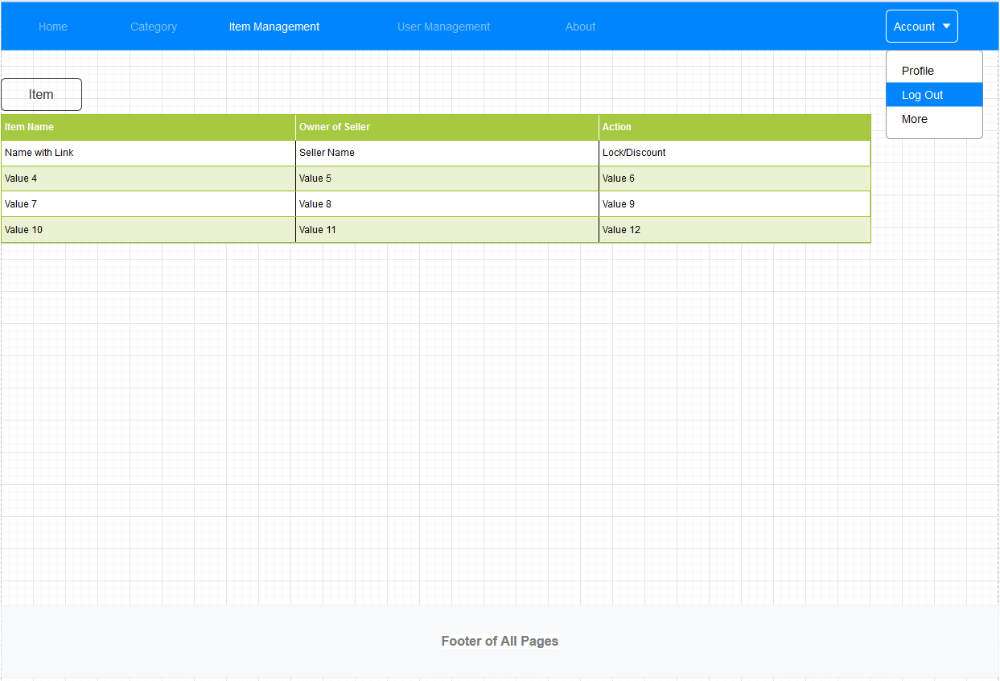 Home Category Item Management User Management About Account
Profile
Log Out
More
Item
Item Name Owner of Seller Action
Name with Link Seller Name Lock/Discount
Value 4 Value 5 Value 6
Value 7 Value 8 Value 9
Value 10 Value 11 Value 12
Footer of All Pages